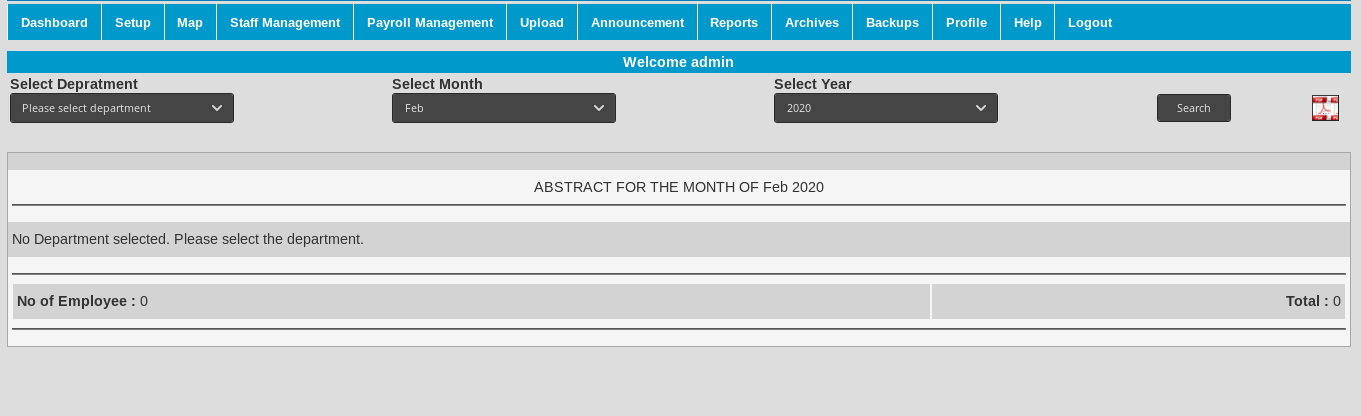 Dashboard Setup Map Staff Management Payroll Management Upload Announcement Reports Archives Backups Profile Help Logout
Welcome admin
Select Depratment Select Month Select Year
Please select department Feb 2020 Search
ABSTRACT FOR THE MONTH OF Feb 2020
No Department selected. Please select the department.
No of Employee : 0 Total : 0